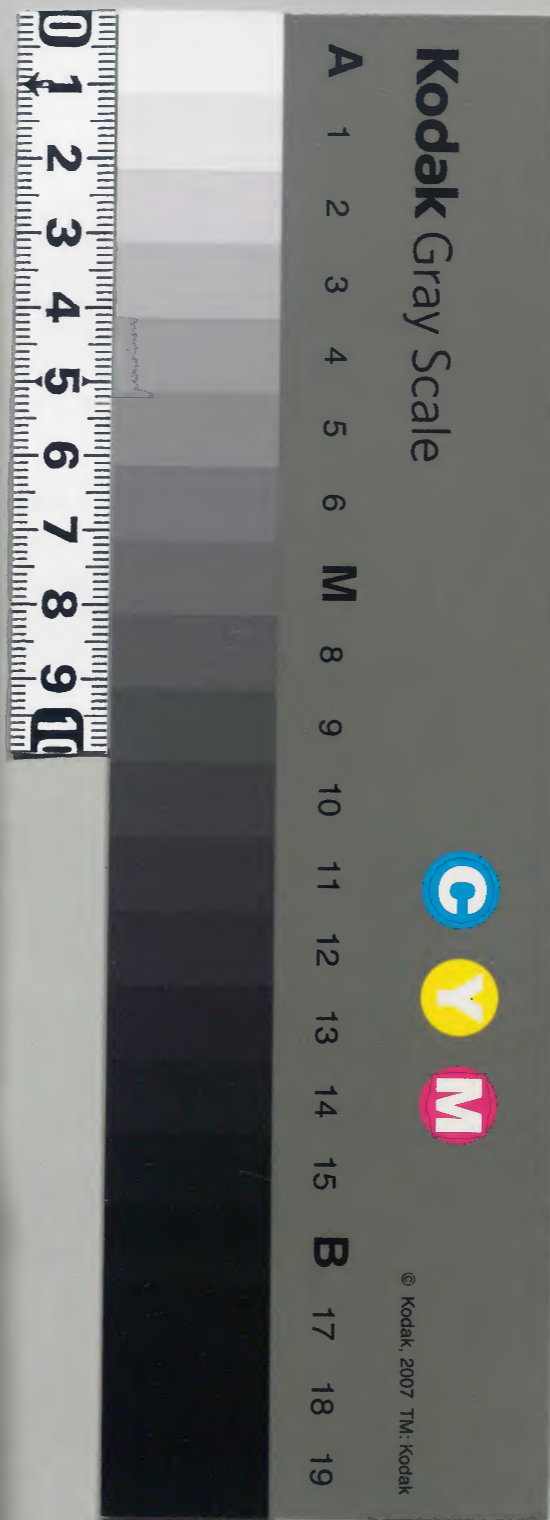 Kodak Gray Scale
C Y M
© Kodak, 2007 TM: Kodak
A 1 2 3 4 5 6 M 8 9 10 11 12 13 14 15 B 17 18 19
0 1 2 3 4 5 6 7 8 9 10